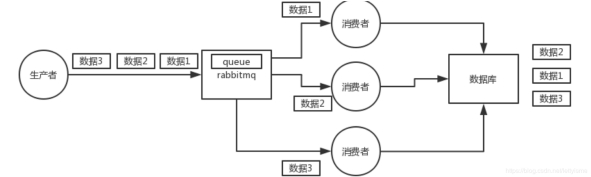 数据1
消费者
生产者
数据3
数据2
数据1
queue
rabbitmq
数据2
消费者
数据库
数据2
数据1
数据3
数据3
消费者